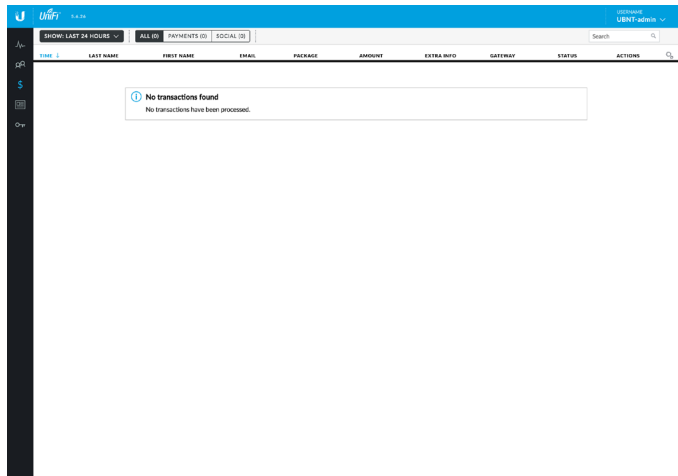 UniFi 5.6.26
USERNAME
UBNT-admin
SHOW: LAST 24 HOURS ALL (0) PAYMENTS (0) SOCIAL (0) Search
TIME ↓ LAST NAME FIRST NAME EMAIL PACKAGE AMOUNT EXTRA INFO GATEWAY STATUS ACTIONS
No transactions found
No transactions have been processed.